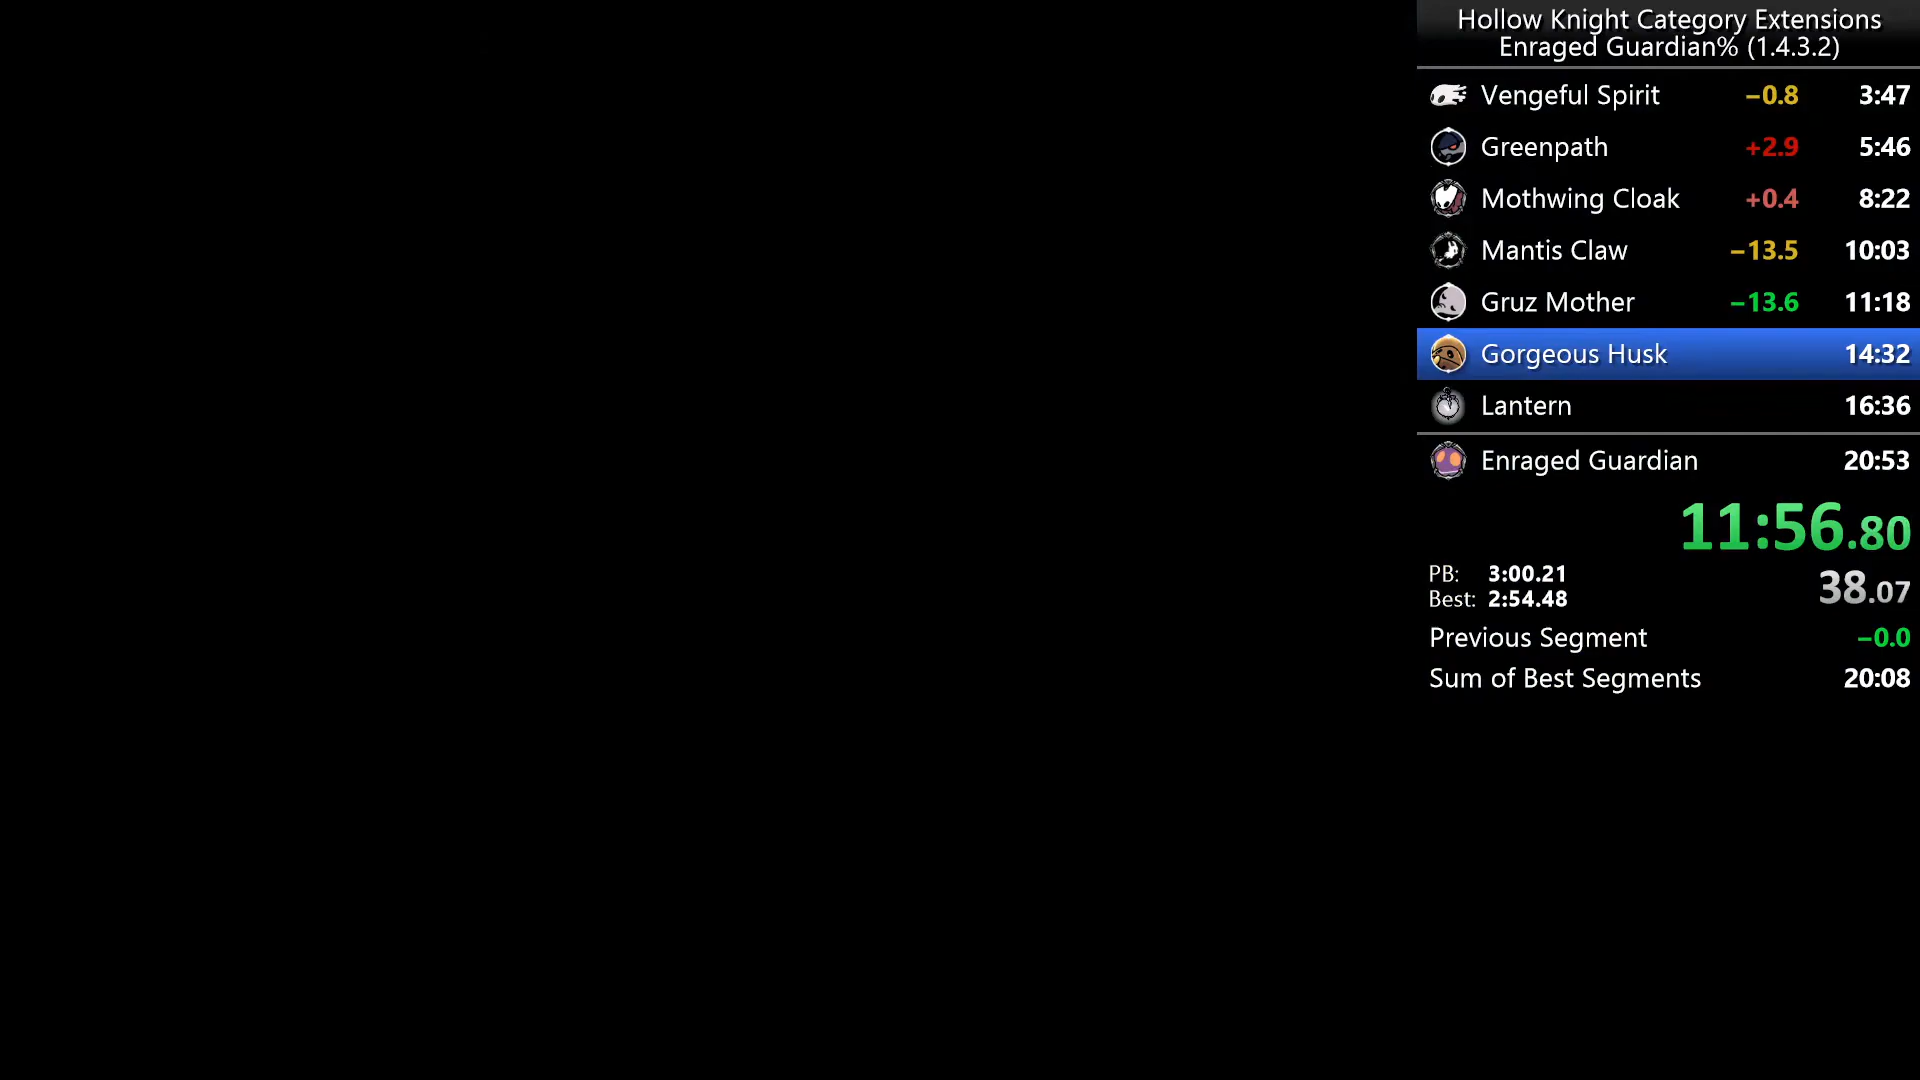 Hollow Knight Category Extensions
Enraged Guardian% (1.4.3.2)
Vengeful Spirit −0.8 3:47
Greenpath +2.9 5:46
Mothwing Cloak +0.4 8:22
Mantis Claw −13.5 10:03
Gruz Mother −13.6 11:18
Gorgeous Husk 14:32
Lantern 16:36
Enraged Guardian 20:53
11:56.80
PB: 3:00.21 38.07
Best: 2:54.48
Previous Segment −0.0
Sum of Best Segments 20:08